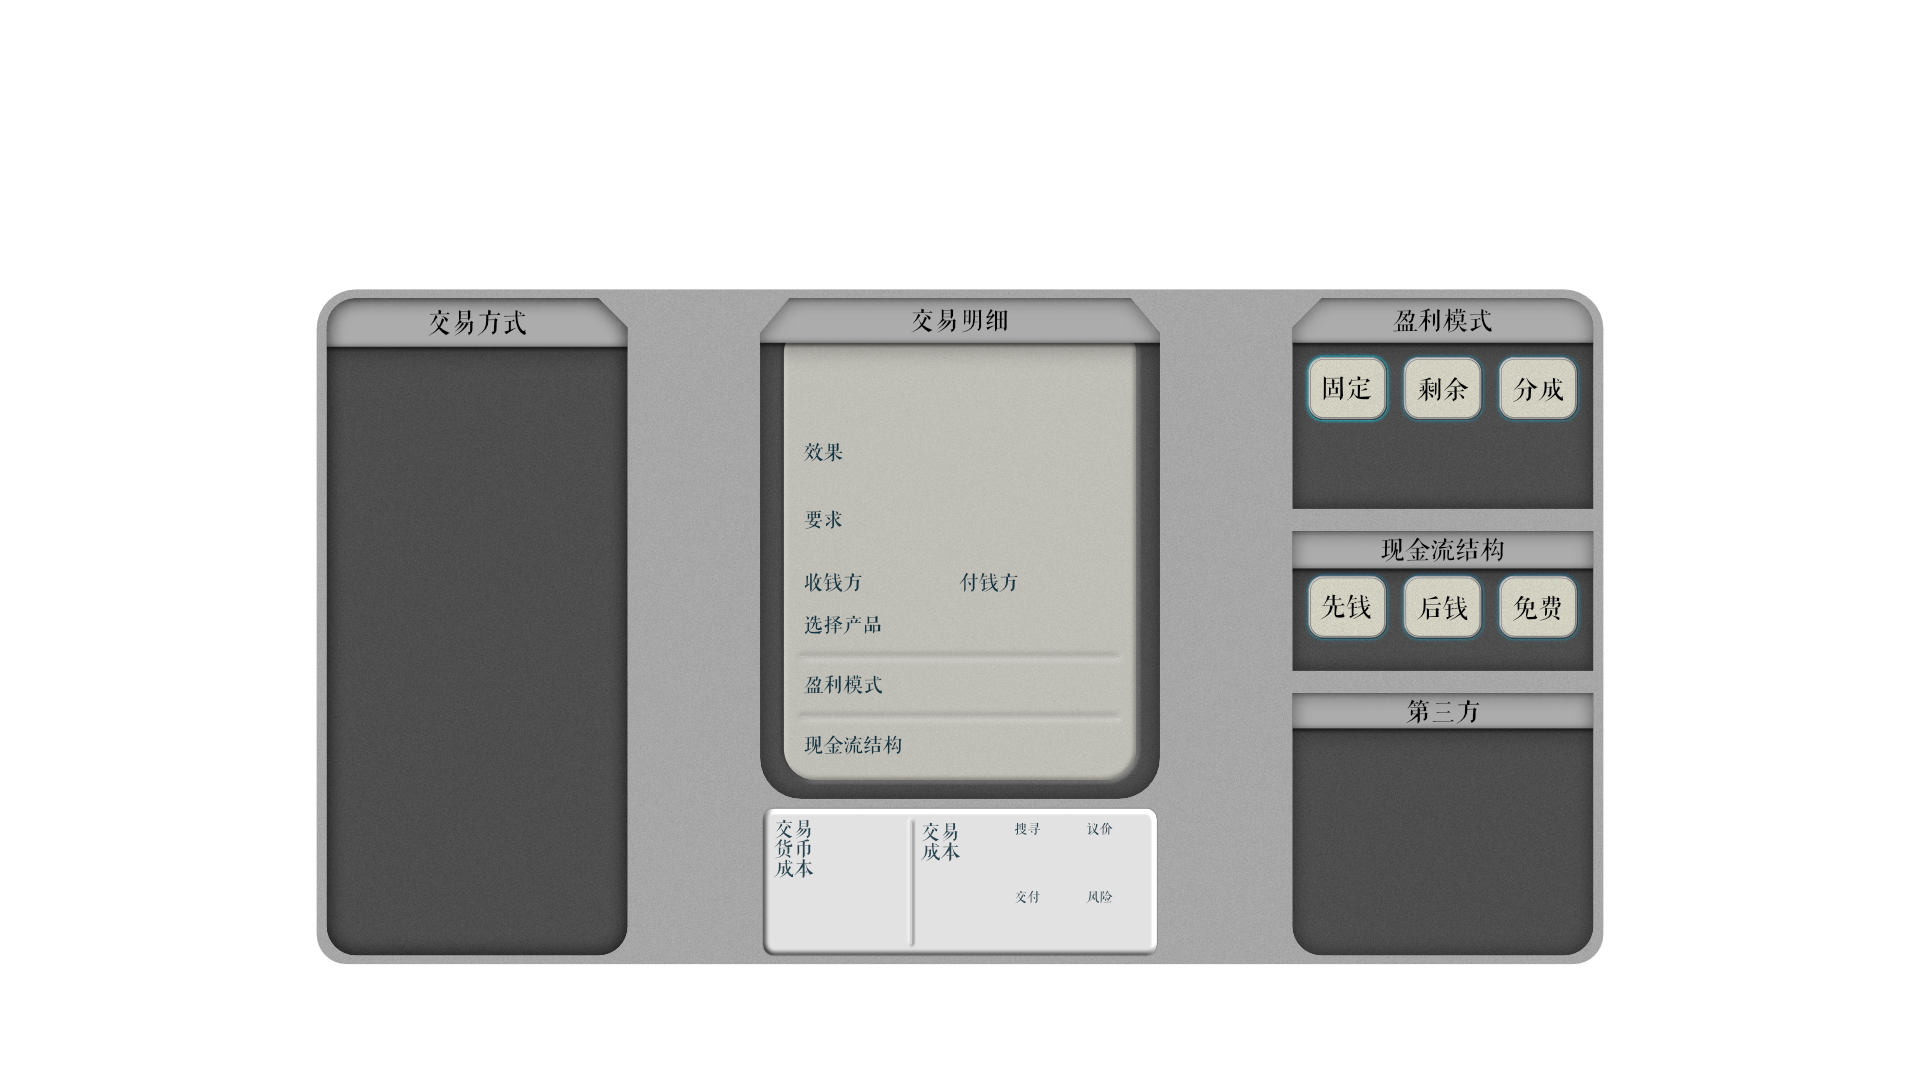 交易方式
交易明细
效果
要求
收钱方 付钱方
选择产品
盈利模式
现金流结构
交易
货币
成本
交易
成本
搜寻 议价
交付 风险
盈利模式
固定 剩余 分成
现金流结构
先钱 后钱 免费
第三方